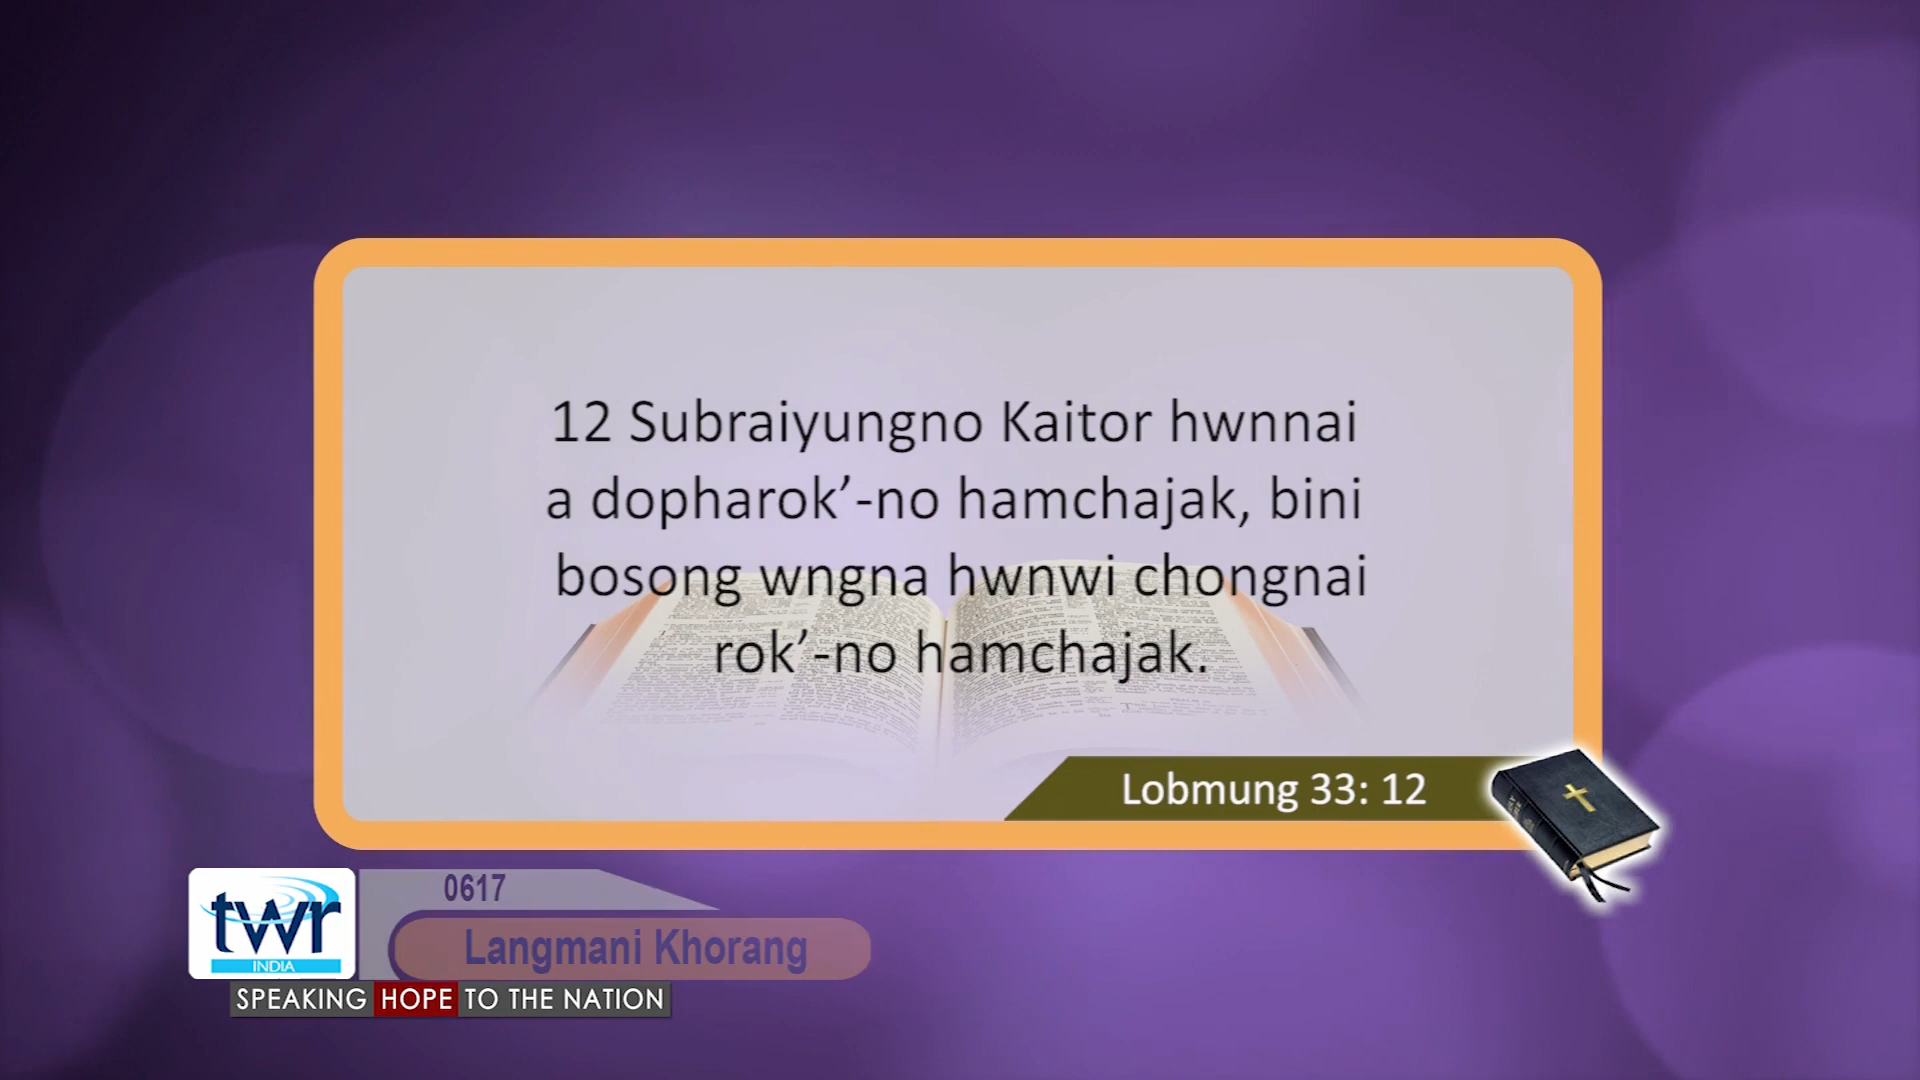 12 Subraiyungno Kaitor hwnnai
a dopharok’-no hamchajak, bini
bosong wngna hwnwi chongnai
rok’-no hamchajak.
Lobmung 33: 12
0617
twr
INDIA
Langmani Khorang
SPEAKING HOPE TO THE NATION